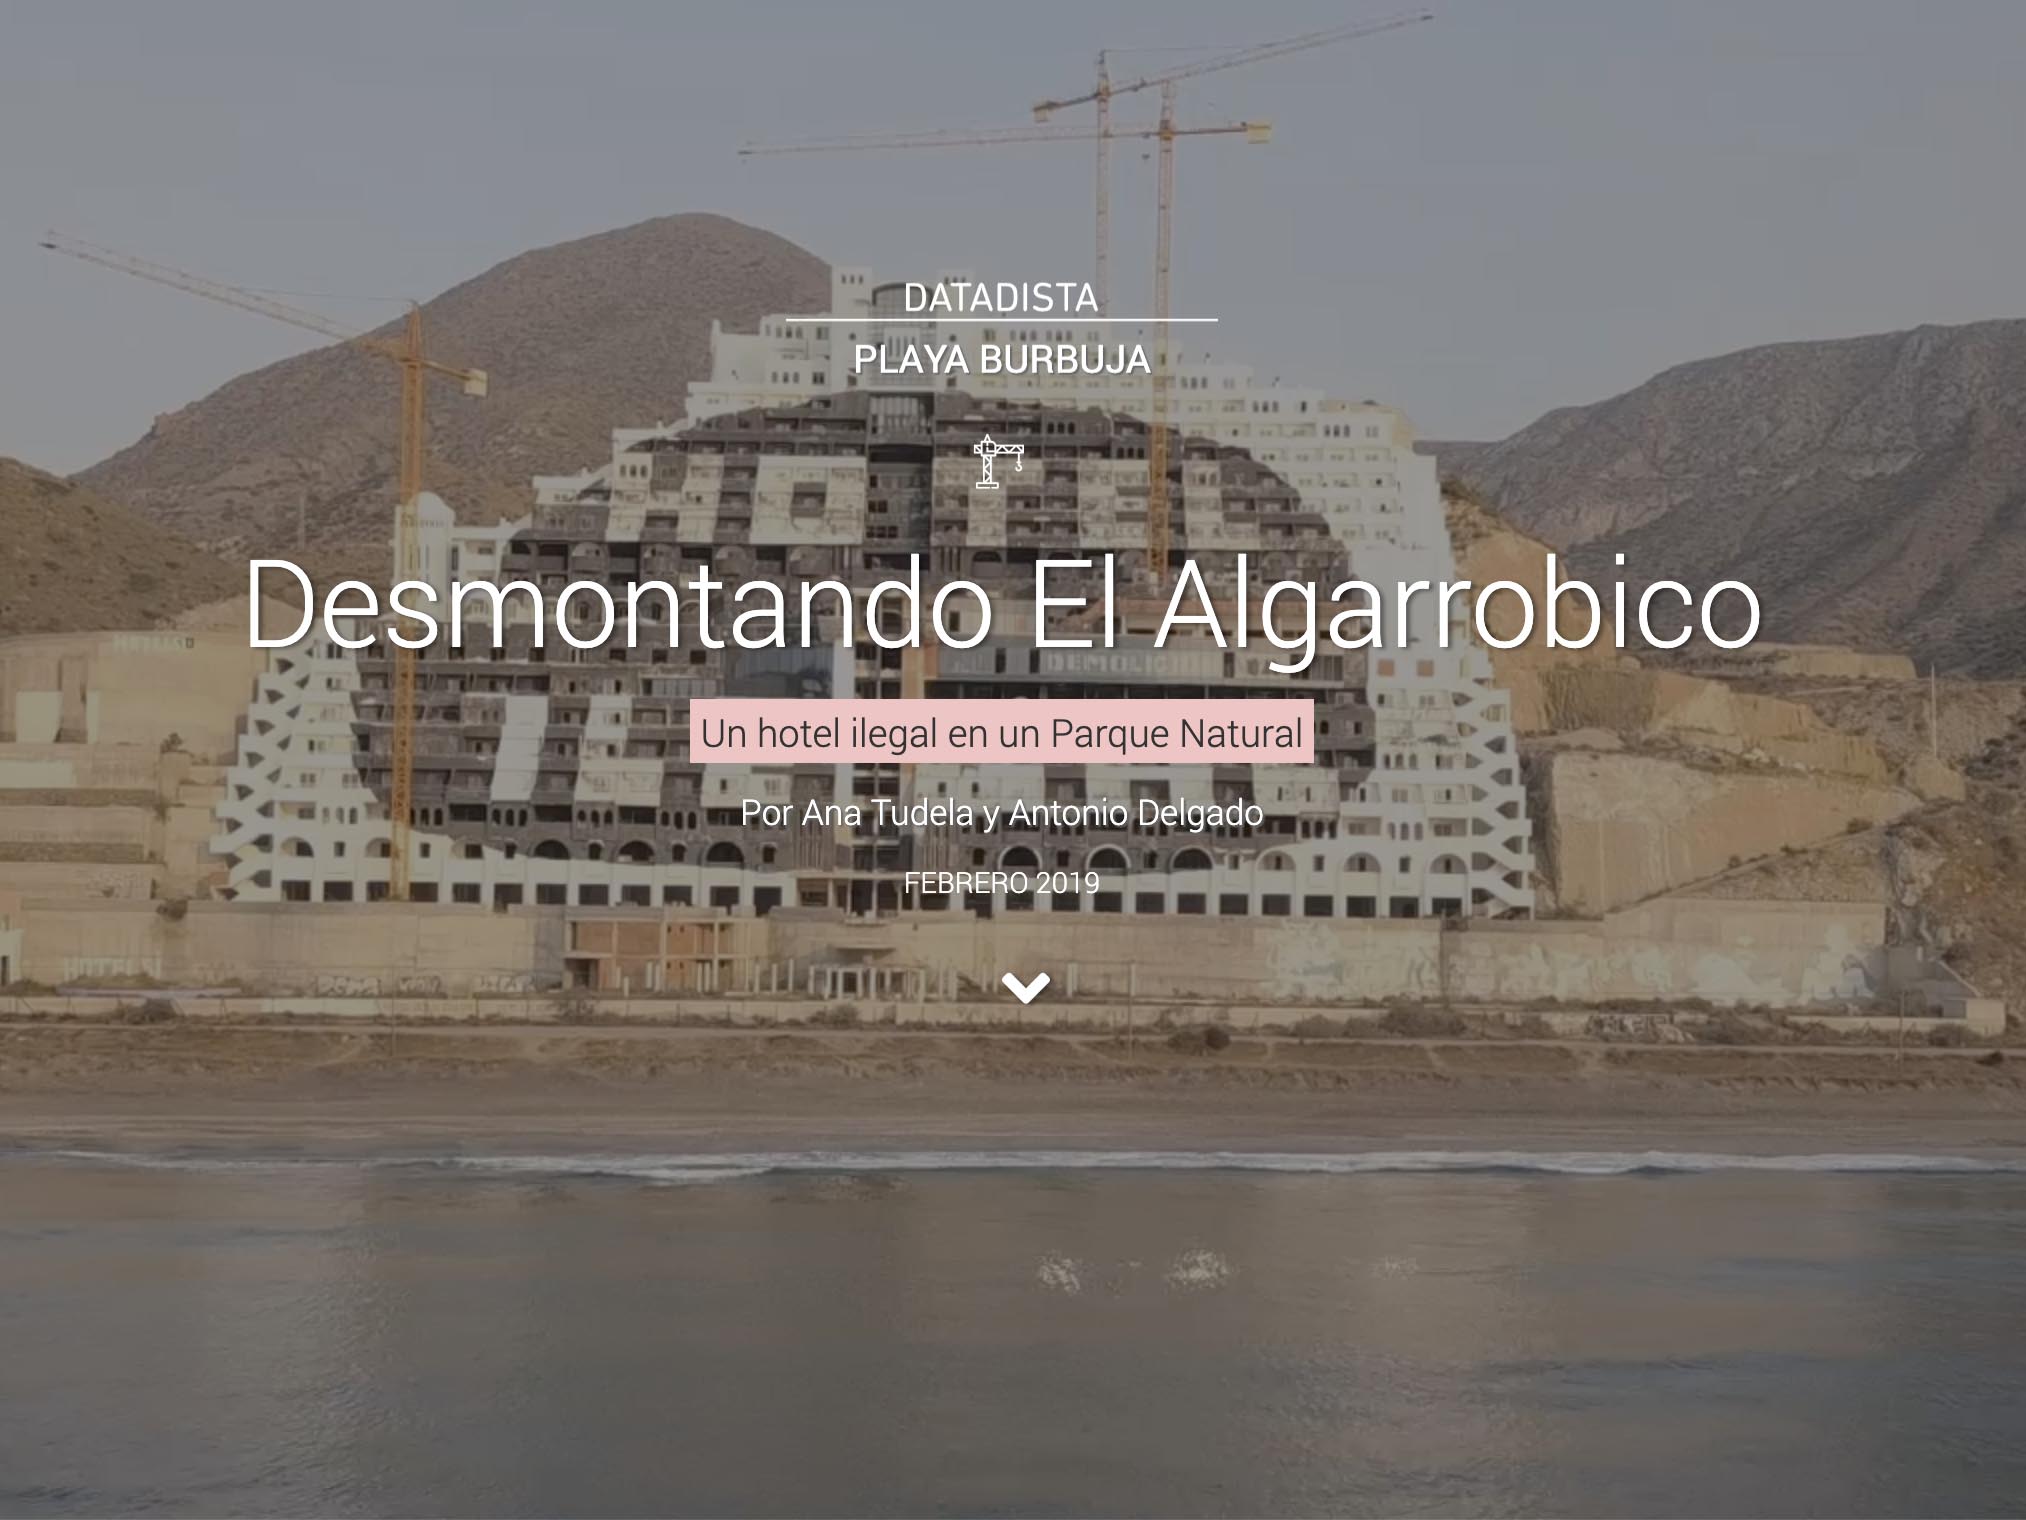 DATADISTA
PLAYA BURBUJA
HOTEL
Desmontando El Algarrobico
Un hotel ilegal en un Parque Natural
Por Ana Tudela y Antonio Delgado
FEBRERO 2019